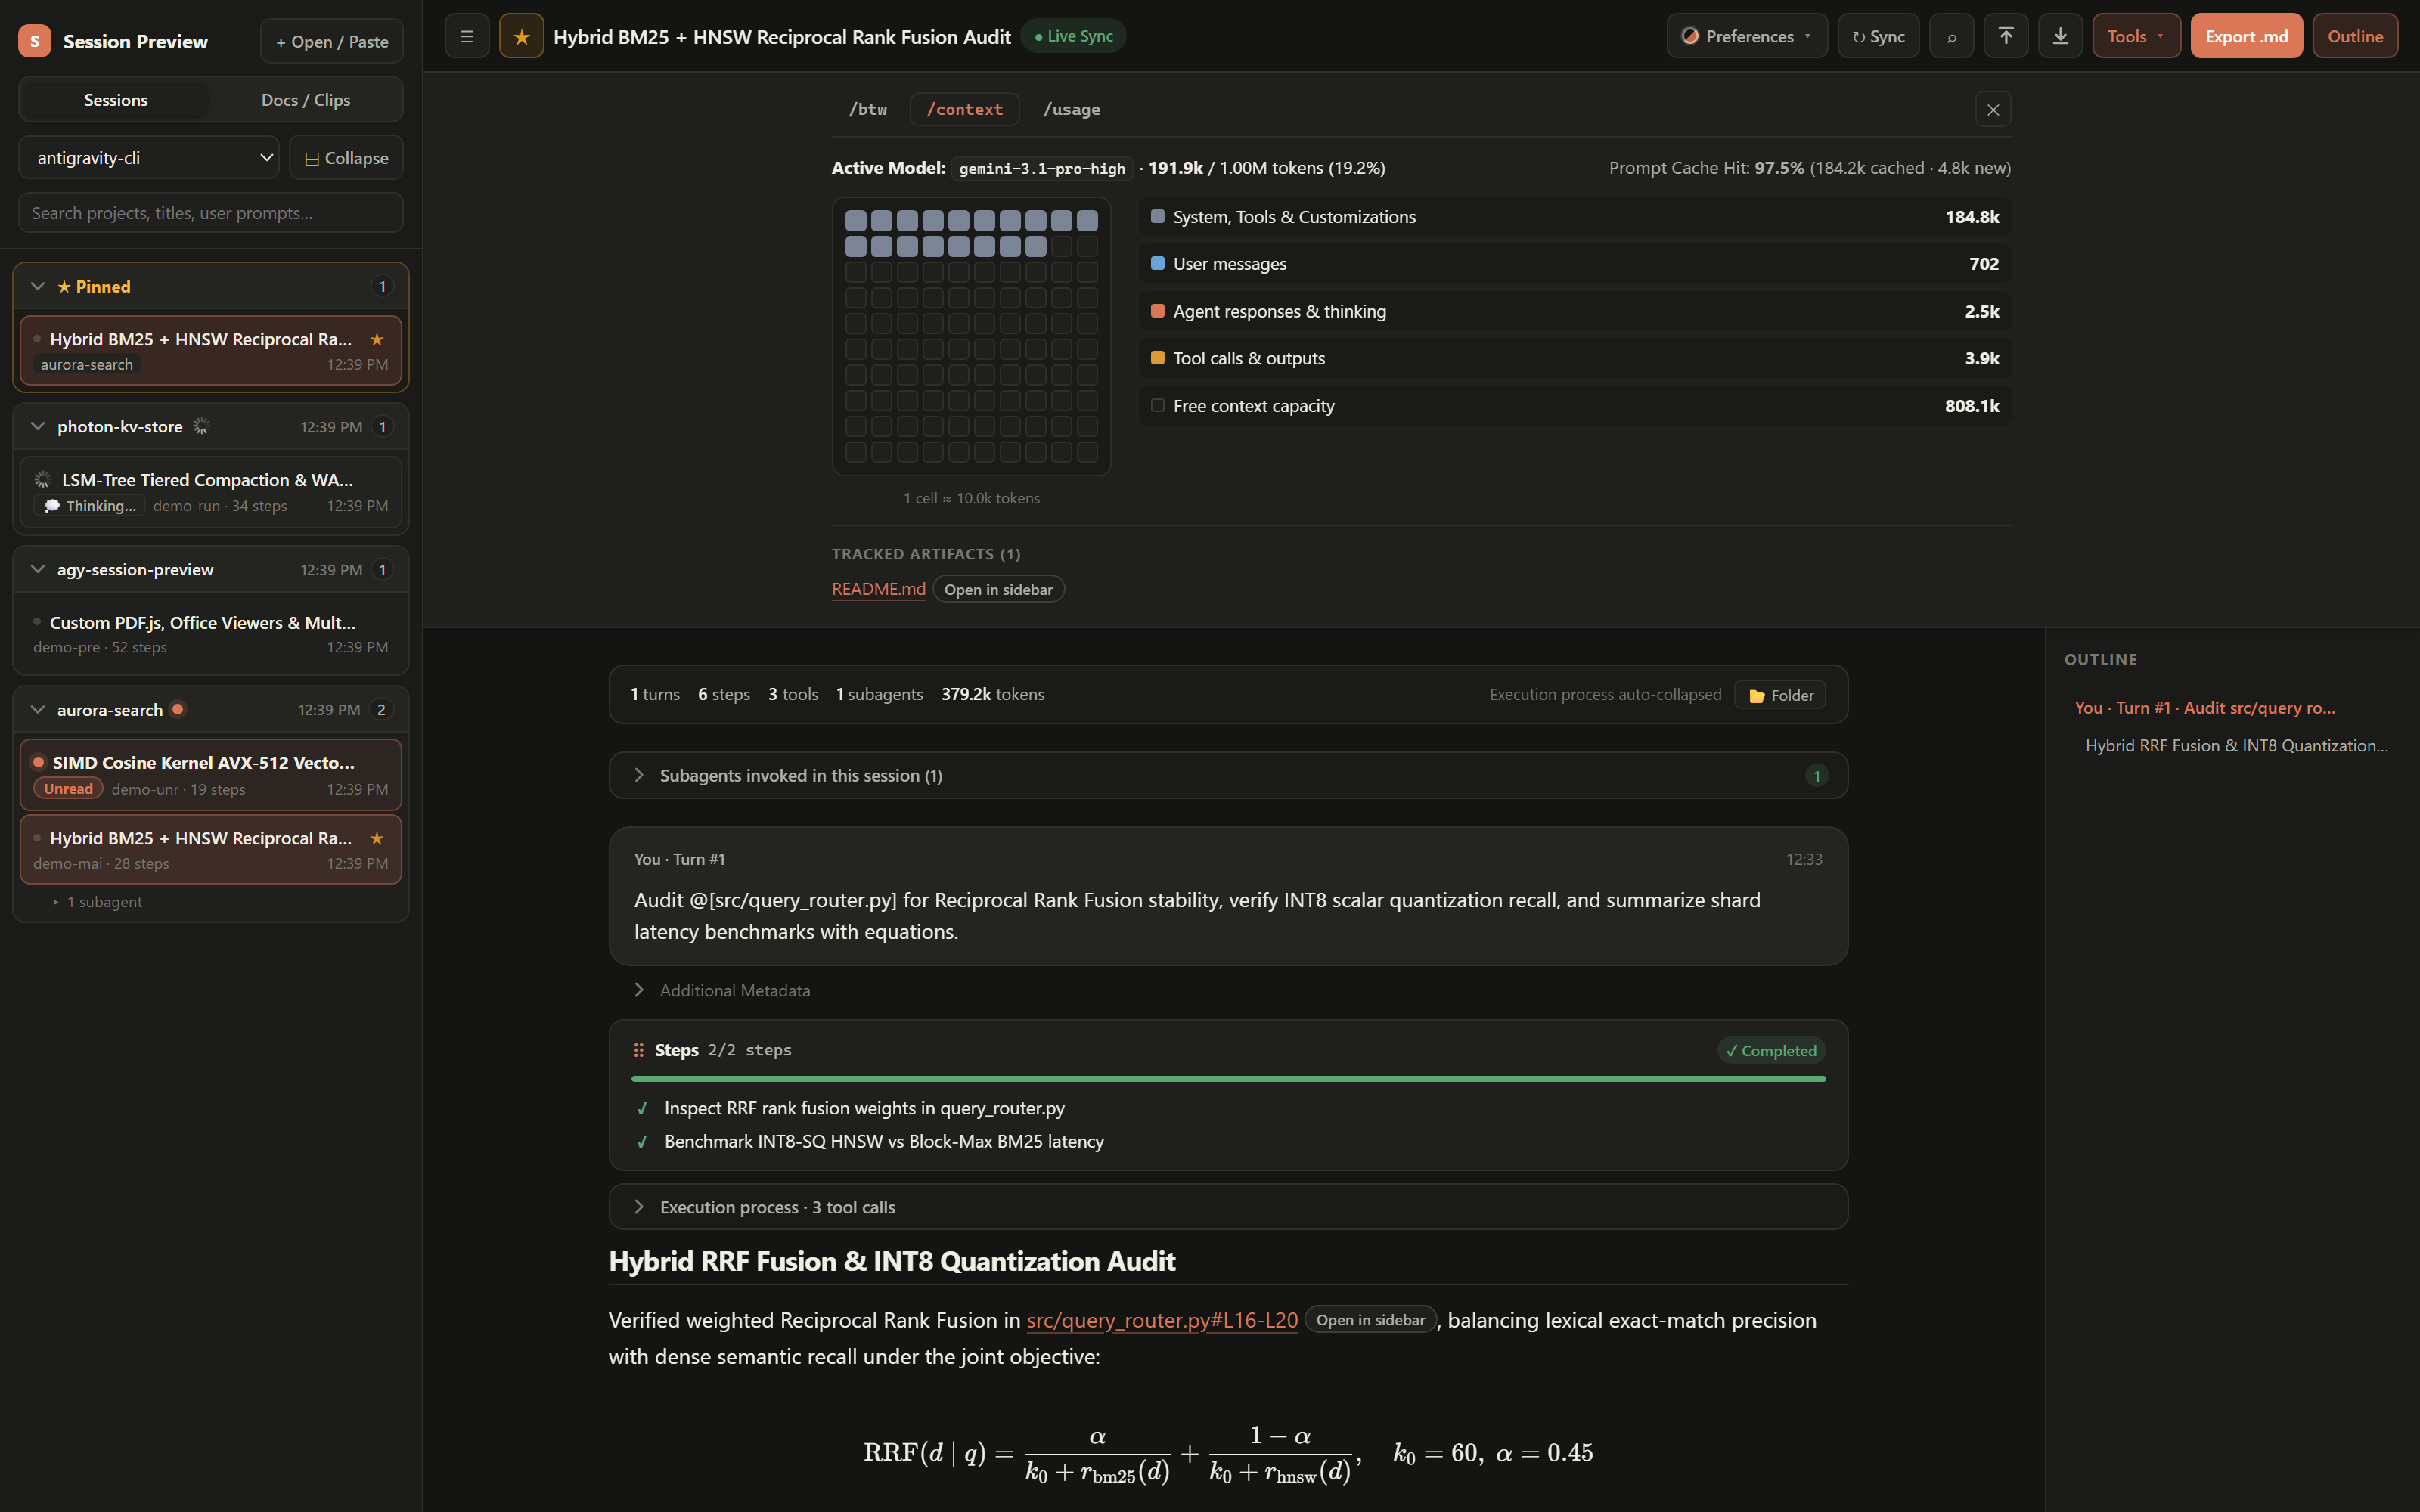 S Session Preview + Open / Paste
Sessions Docs / Clips
antigravity-cli Collapse
Search projects, titles, user prompts...
★ Pinned 1
Hybrid BM25 + HNSW Reciprocal Ra... ★
aurora-search 12:39 PM
photon-kv-store 12:39 PM 1
LSM-Tree Tiered Compaction & WA...
💭 Thinking... demo-run · 34 steps 12:39 PM
agy-session-preview 12:39 PM 1
Custom PDF.js, Office Viewers & Mult...
demo-pre · 52 steps 12:39 PM
aurora-search 12:39 PM 2
SIMD Cosine Kernel AVX-512 Vecto...
Unread demo-unr · 19 steps 12:39 PM
Hybrid BM25 + HNSW Reciprocal Ra... ★
demo-mai · 28 steps 12:39 PM
▸ 1 subagent
☰ ★ Hybrid BM25 + HNSW Reciprocal Rank Fusion Audit ● Live Sync Preferences ▾ ↻ Sync Tools ▾ Export .md Outline
/btw /context /usage
Active Model: gemini-3.1-pro-high · 191.9k / 1.00M tokens (19.2%) Prompt Cache Hit: 97.5% (184.2k cached · 4.8k new)
System, Tools & Customizations 184.8k
User messages 702
Agent responses & thinking 2.5k
Tool calls & outputs 3.9k
Free context capacity 808.1k
1 cell ≈ 10.0k tokens
TRACKED ARTIFACTS (1)
README.md Open in sidebar
1 turns 6 steps 3 tools 1 subagents 379.2k tokens Execution process auto-collapsed 📂 Folder
Subagents invoked in this session (1) 1
You · Turn #1 12:33
Audit @[src/query_router.py] for Reciprocal Rank Fusion stability, verify INT8 scalar quantization recall, and summarize shard
latency benchmarks with equations.
Additional Metadata
Steps 2/2 steps ✓ Completed
✓ Inspect RRF rank fusion weights in query_router.py
✓ Benchmark INT8-SQ HNSW vs Block-Max BM25 latency
Execution process · 3 tool calls
Hybrid RRF Fusion & INT8 Quantization Audit
Verified weighted Reciprocal Rank Fusion in src/query_router.py#L16-L20 Open in sidebar , balancing lexical exact-match precision
with dense semantic recall under the joint objective:
RRF(d | q) = α / (k₀ + r_bm25(d)) + (1 − α) / (k₀ + r_hnsw(d)), k₀ = 60, α = 0.45
OUTLINE
You · Turn #1 · Audit src/query ro...
Hybrid RRF Fusion & INT8 Quantization...